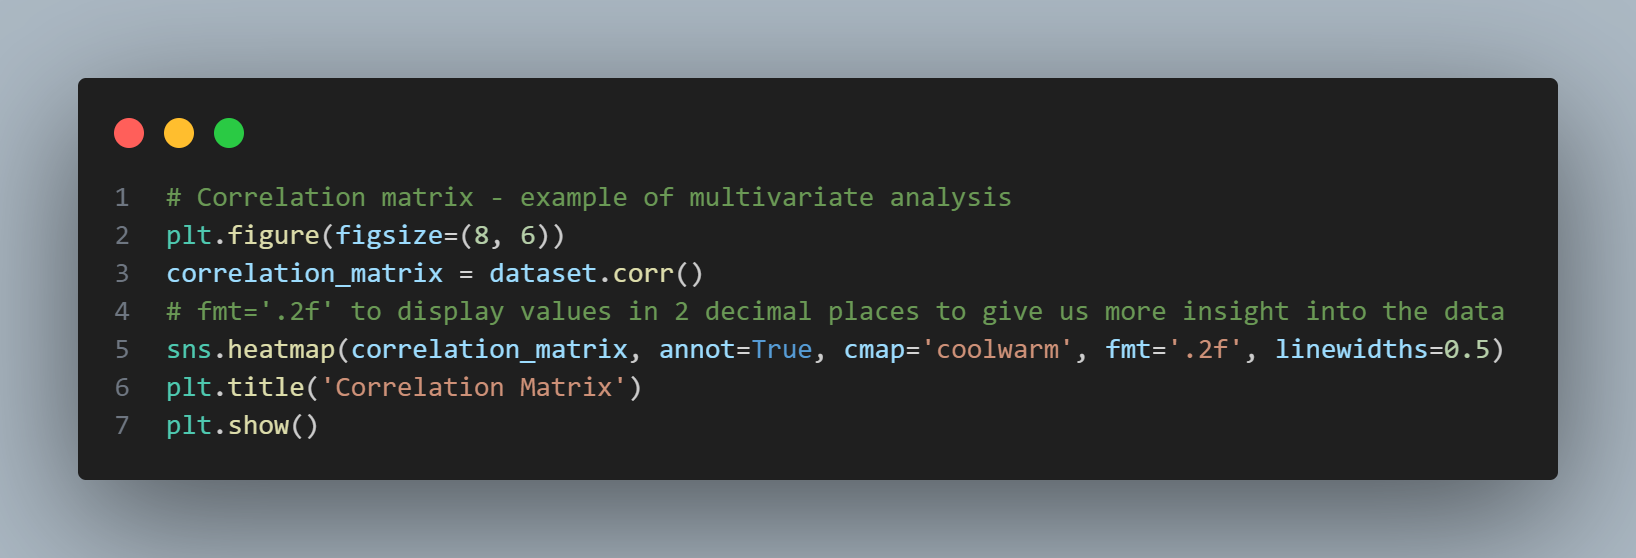 1 # Correlation matrix - example of multivariate analysis
2 plt.figure(figsize=(8, 6))
3 correlation_matrix = dataset.corr()
4 # fmt='.2f' to display values in 2 decimal places to give us more insight into the data
5 sns.heatmap(correlation_matrix, annot=True, cmap='coolwarm', fmt='.2f', linewidths=0.5)
6 plt.title('Correlation Matrix')
7 plt.show()